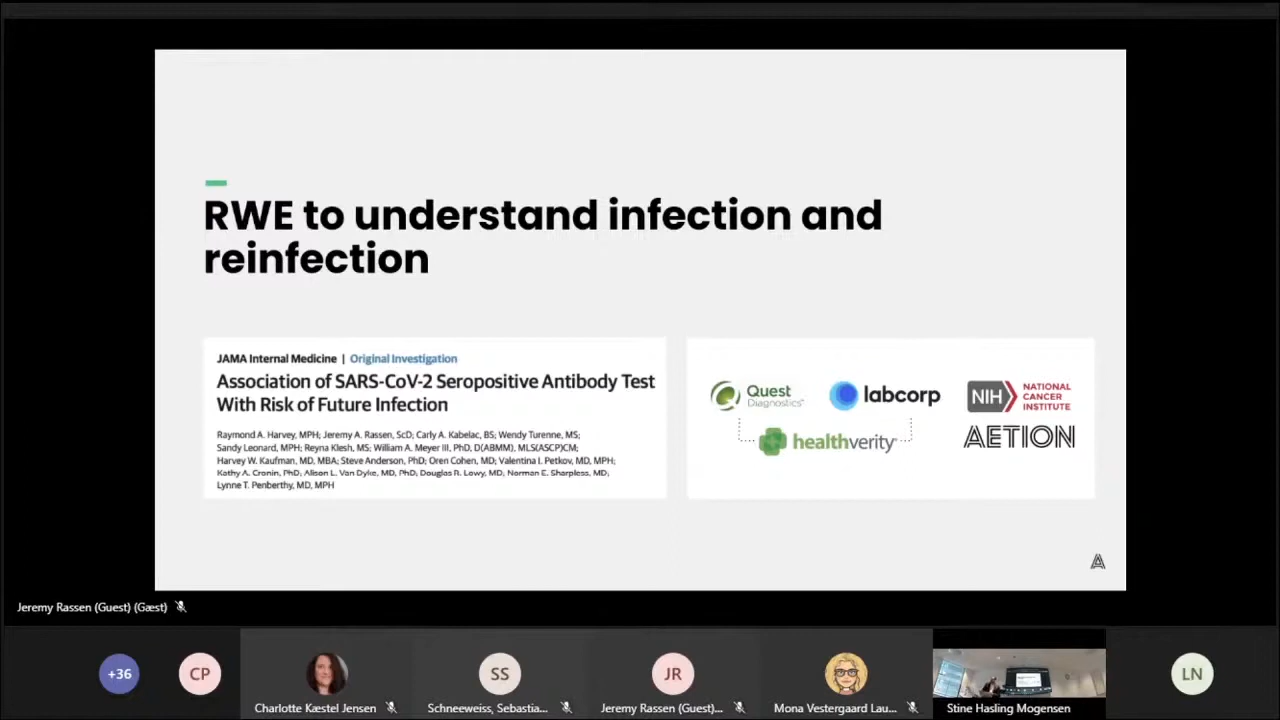 RWE to understand infection and
reinfection
JAMA Internal Medicine | Original Investigation
Association of SARS-CoV-2 Seropositive Antibody Test
With Risk of Future Infection
Raymond A. Harvey, MPH; Jeremy A. Rassen, ScD; Carly A. Kabelac, BS; Wendy Turenne, MS;
Sandy Leonard, MPH; Reyna Klesh, MS; William A. Meyer III, PhD, D(ABMM), MLS(ASCP)CM;
Harvey W. Kaufman, MD, MBA; Steve Anderson, PhD; Oren Cohen, MD; Valentina I. Petkov, MD, MPH;
Kathy A. Cronin, PhD; Alison L. Van Dyke, MD, PhD; Douglas R. Lowy, MD; Norman E. Sharpless, MD;
Lynne T. Penberthy, MD, MPH
Quest
Diagnostics
labcorp
NIH
NATIONAL
CANCER
INSTITUTE
healthverity
AETION
Jeremy Rassen (Guest) (Gæst)
+36
CP
SS
JR
LN
Charlotte Kæstel Jensen
Schneeweiss, Sebastia...
Jeremy Rassen (Guest)...
Mona Vestergaard Lau...
Stine Hasling Mogensen